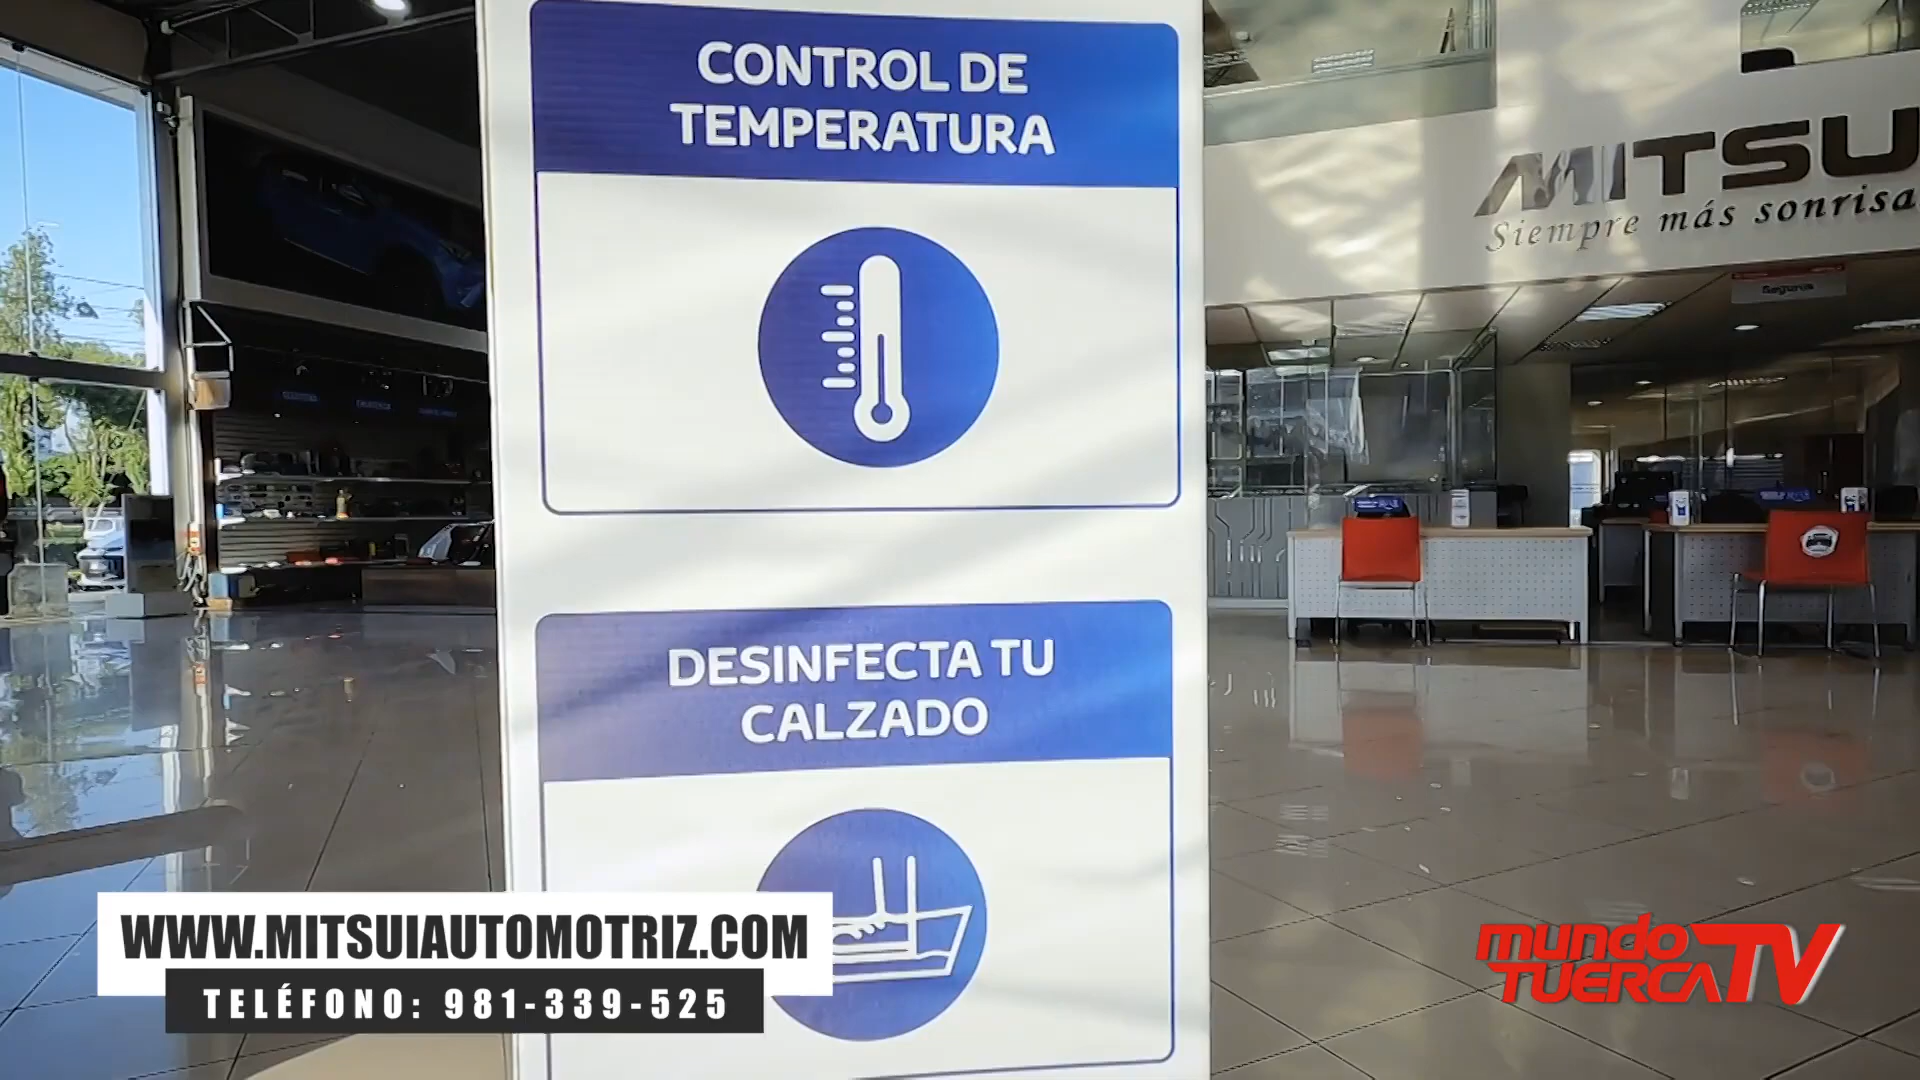 CONTROL DE
TEMPERATURA
DESINFECTA TU
CALZADO
MITSU
Siempre más sonrisa
Seguros
WWW.MITSUIAUTOMOTRIZ.COM
TELÉFONO: 981-339-525
mundo
TUERCA TV